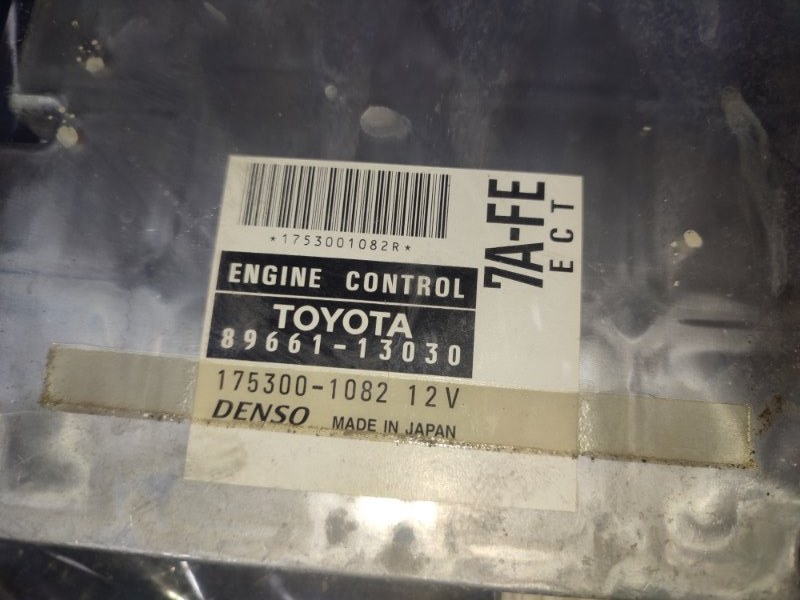 *1753001082R*
ENGINE CONTROL
TOYOTA
89661-13030
175300-1082 12V
DENSO MADE IN JAPAN
7A-FE
ECT